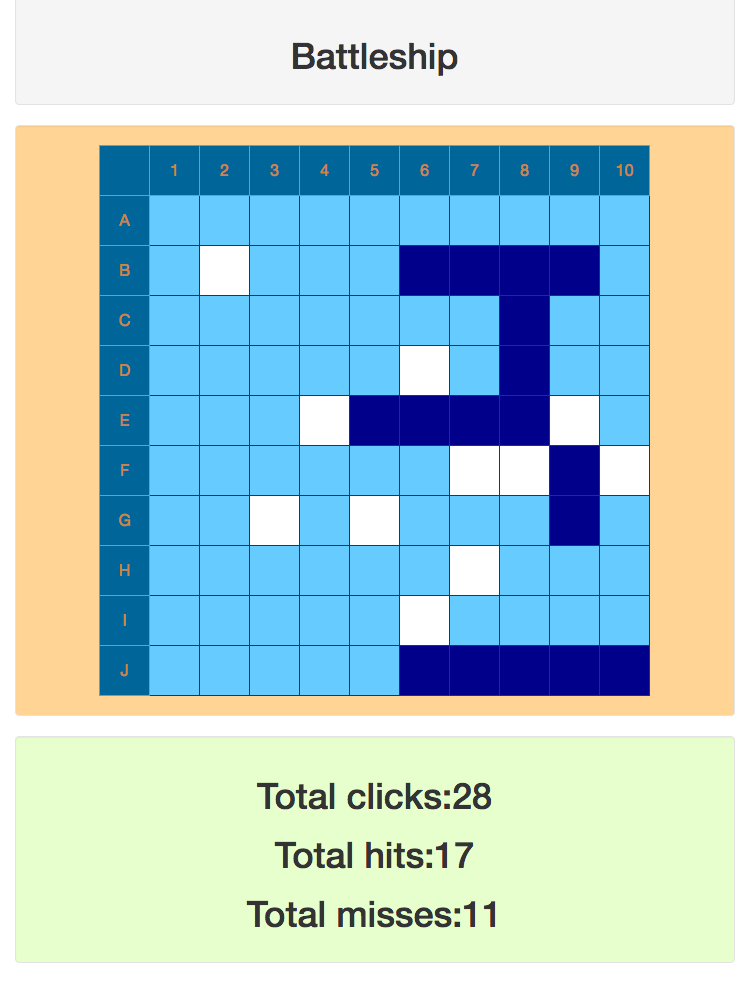 Battleship
1 2 3 4 5 6 7 8 9 10
A
B
C
D
E
F
G
H
I
J
Total clicks:28
Total hits:17
Total misses:11